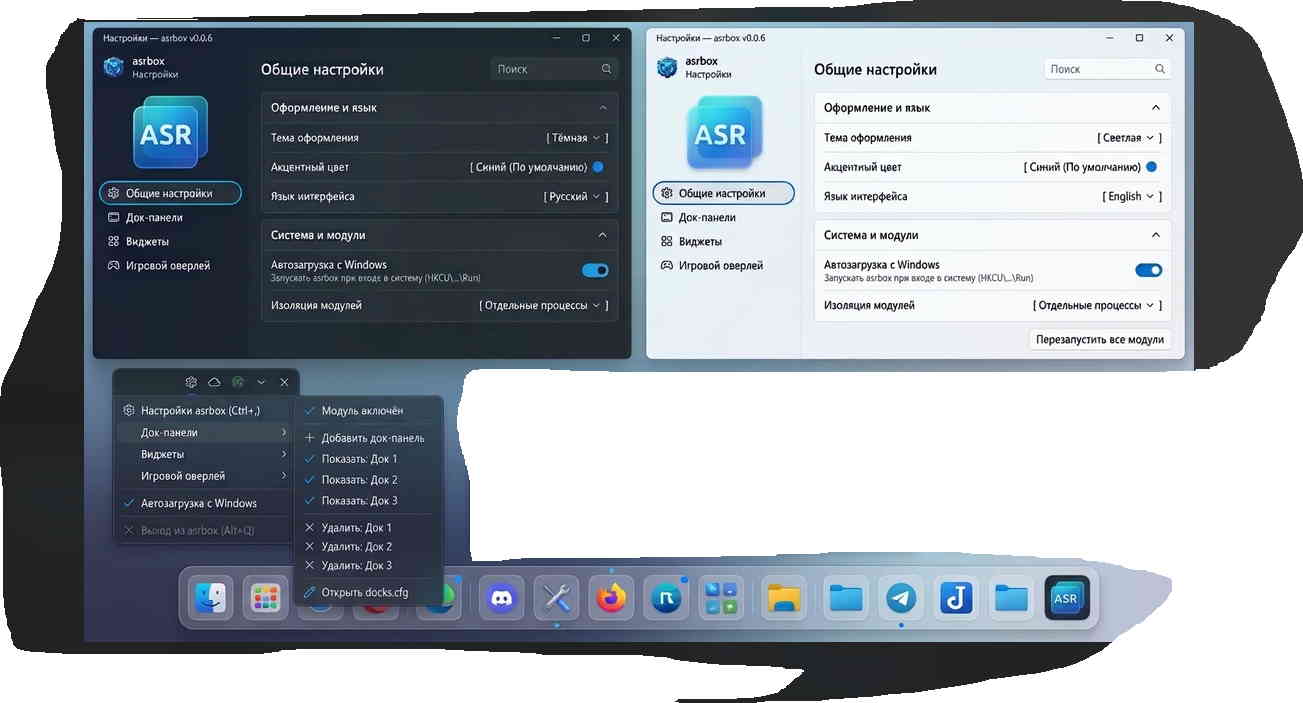 Настройки — asrbov v0.0.6
asrbox
Настройки
ASR
Общие настройки
Док-панели
Виджеты
Игровой оверлей
Общие настройки
Поиск
Оформление и язык
Тема оформления [ Тёмная ]
Акцентный цвет [ Синий (По умолчанию)
Язык интерфейса [ Русский ]
Система и модули
Автозагрузка с Windows
Запускать asrbox при входе в систему (HKCU\...\Run)
Изоляция модулей [ Отдельные процессы ]
Настройки — asrbox v0.0.6
asrbox
Настройки
ASR
Общие настройки
Док-панели
Виджеты
Игровой оверлей
Общие настройки
Поиск
Оформление и язык
Тема оформления [ Светлая ]
Акцентный цвет [ Синий (По умолчанию)
Язык интерфейса [ English ]
Система и модули
Автозагрузка с Windows
Запускать asrbox при входе в систему (HKCU\...\Run)
Изоляция модулей [ Отдельные процессы ]
Перезапустить все модули
Настройки asrbox (Ctrl+,)
Док-панели
Виджеты
Игровой оверлей
Автозагрузка с Windows
Выход из asrbox (Alt+Q)
Модуль включён
Добавить док-панель
Показать: Док 1
Показать: Док 2
Показать: Док 3
Удалить: Док 1
Удалить: Док 2
Удалить: Док 3
Открыть docks.cfg
ASR